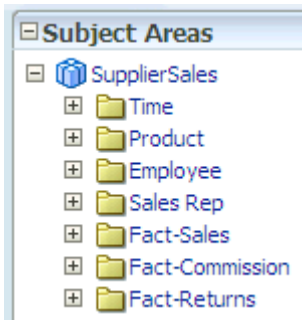 Subject Areas
SupplierSales
Time
Product
Employee
Sales Rep
Fact-Sales
Fact-Commission
Fact-Returns